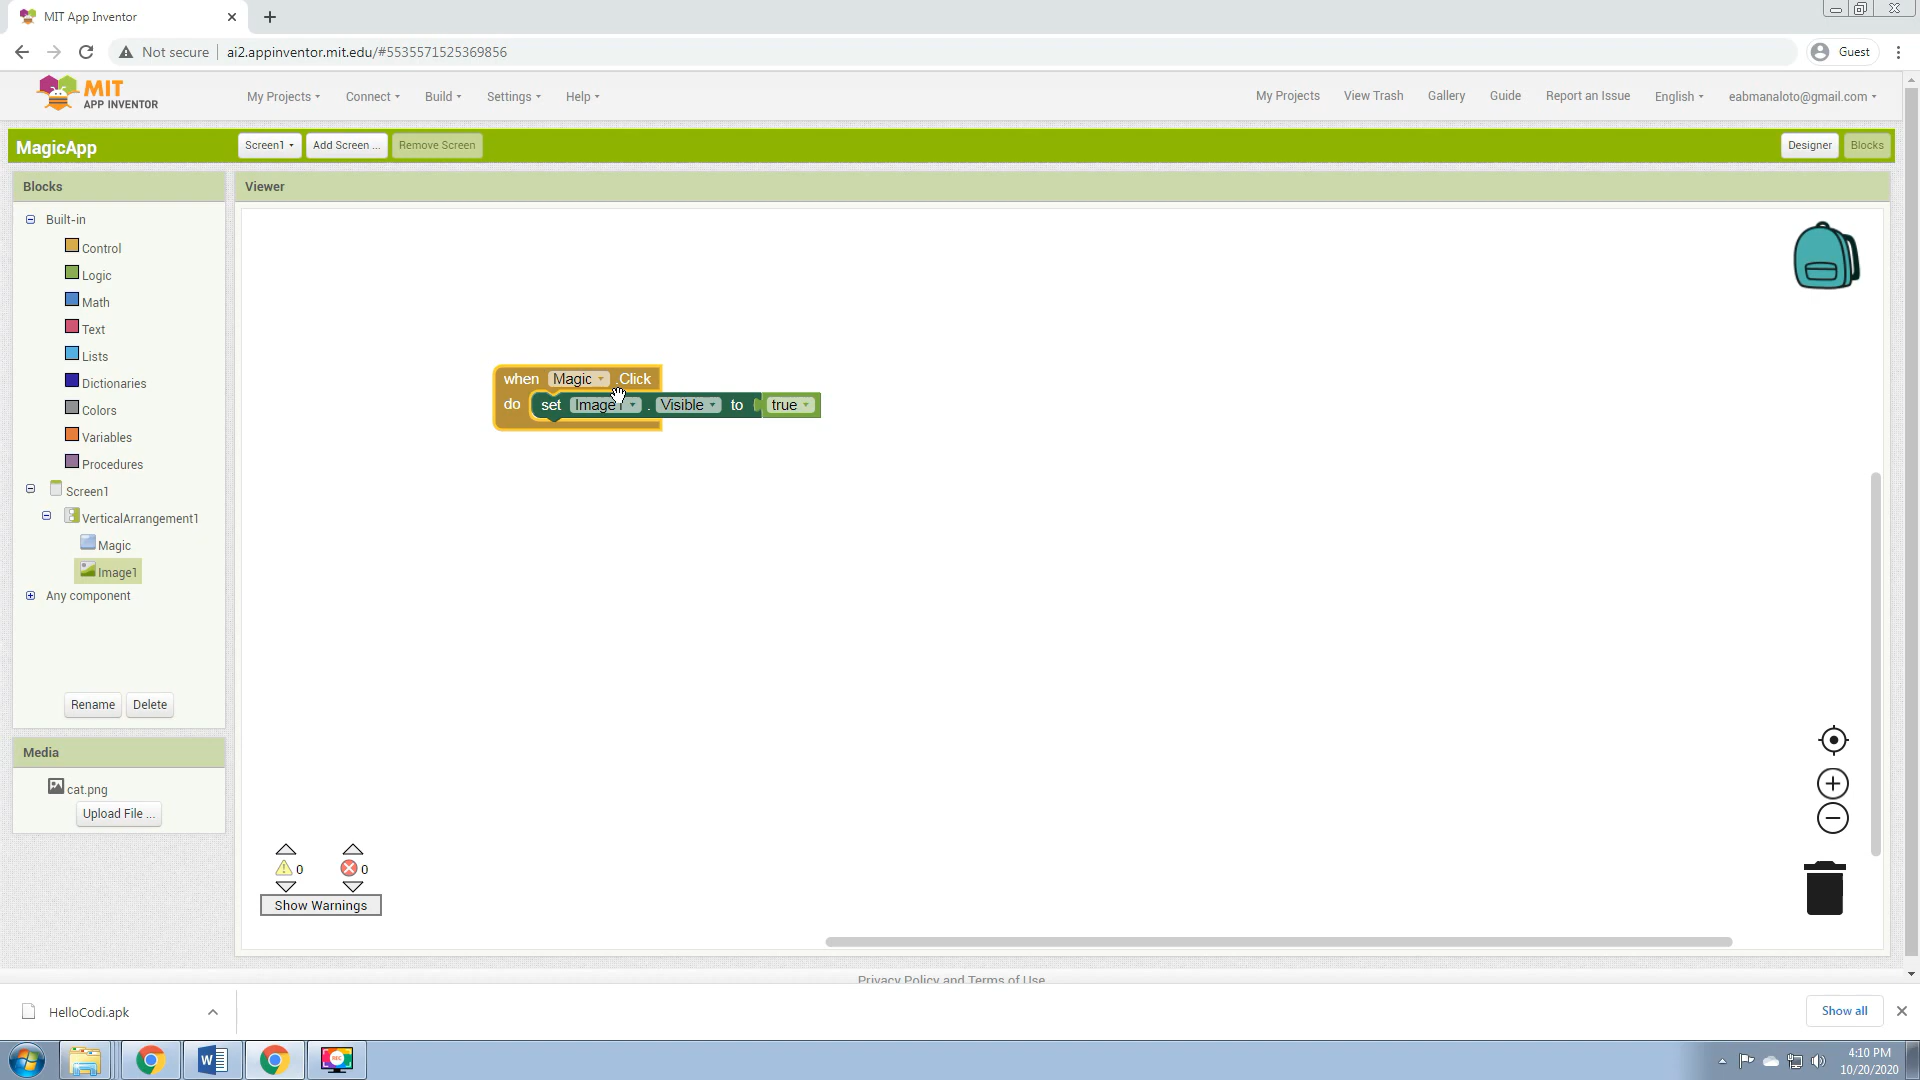 MIT App Inventor
Not secure
ai2.appinventor.mit.edu/#5535571525369856
Guest
MIT
APP INVENTOR
My Projects
Connect
Build
Settings
Help
My Projects
View Trash
Gallery
Guide
Report an Issue
English
eabmanaloto@gmail.com
MagicApp
Screen1
Add Screen ...
Remove Screen
Designer
Blocks
Blocks
Viewer
Built-in
Control
Logic
Math
Text
Lists
Dictionaries
Colors
Variables
Procedures
Screen1
VerticalArrangement1
Magic
Image1
Any component
Rename
Delete
when Magic .Click
do set Image1 . Visible to true
Media
cat.png
Upload File ...
0
0
Show Warnings
Privacy Policy and Terms of Use
HelloCodi.apk
Show all
REC
4:10 PM
10/20/2020